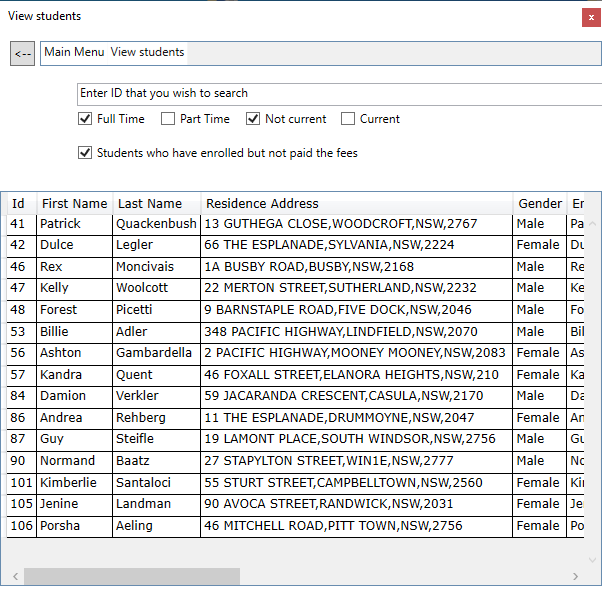 View students
x
<-- Main Menu View students
Enter ID that you wish to search
Full Time Part Time Not current Current
Students who have enrolled but not paid the fees
Id First Name Last Name Residence Address Gender
41 Patrick Quackenbush 13 GUTHEGA CLOSE,WOODCROFT,NSW,2767 Male Pa
42 Dulce Legler 66 THE ESPLANADE,SYLVANIA,NSW,2224 Female Du
46 Rex Moncivais 1A BUSBY ROAD,BUSBY,NSW,2168 Male Re
47 Kelly Woolcott 22 MERTON STREET,SUTHERLAND,NSW,2232 Male Ke
48 Forest Picetti 9 BARNSTAPLE ROAD,FIVE DOCK,NSW,2046 Male Fo
53 Billie Adler 348 PACIFIC HIGHWAY,LINDFIELD,NSW,2070 Male Bil
56 Ashton Gambardella 2 PACIFIC HIGHWAY,MOONEY MOONEY,NSW,2083 Female As
57 Kandra Quent 46 FOXALL STREET,ELANORA HEIGHTS,NSW,210 Female Ka
84 Damion Verkler 59 JACARANDA CRESCENT,CASULA,NSW,2170 Male Da
86 Andrea Rehberg 11 THE ESPLANADE,DRUMMOYNE,NSW,2047 Female An
87 Guy Steifle 19 LAMONT PLACE,SOUTH WINDSOR,NSW,2756 Male Gu
90 Normand Baatz 27 STAPYLTON STREET,WIN1E,NSW,2777 Male No
101 Kimberlie Santaloci 55 STURT STREET,CAMPBELLTOWN,NSW,2560 Female Kin
105 Jenine Landman 90 AVOCA STREET,RANDWICK,NSW,2031 Female Jer
106 Porsha Aeling 46 MITCHELL ROAD,PITT TOWN,NSW,2756 Female Po